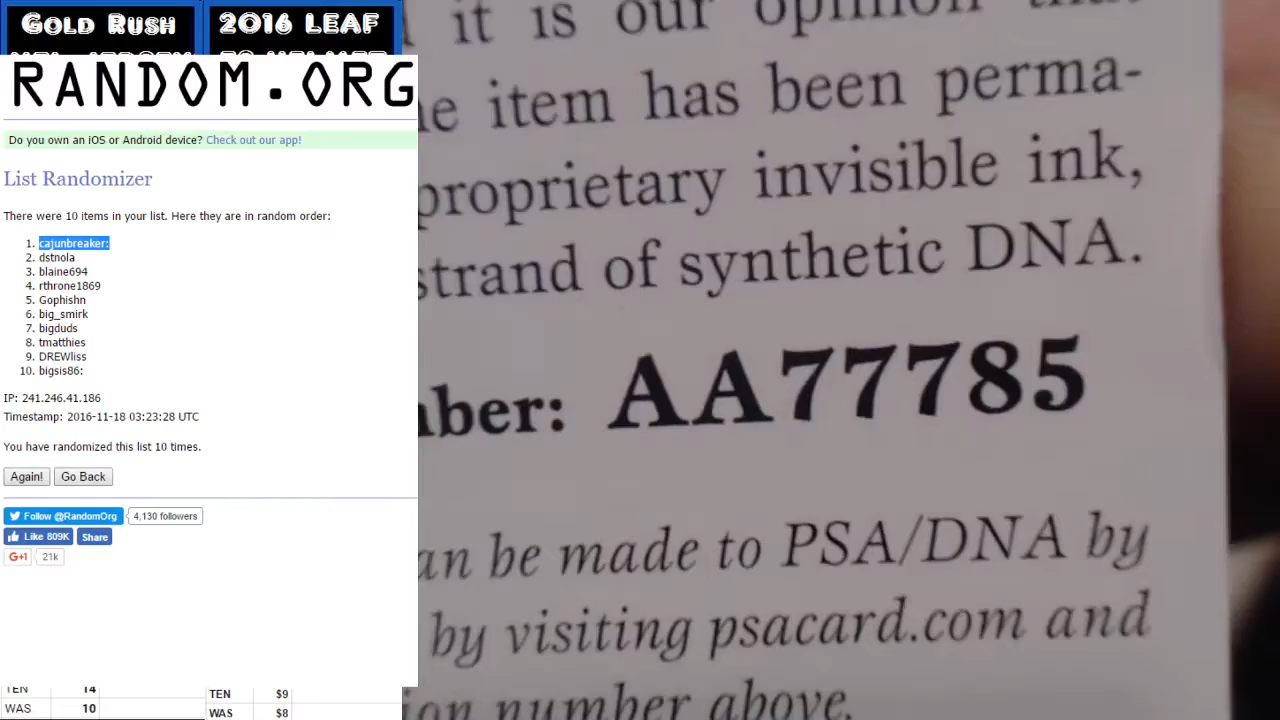 GOLD RUSH
2016 LEAF
RANDOM.ORG
Do you own an iOS or Android device? Check out our app!
List Randomizer
There were 10 items in your list. Here they are in random order:
1. cajunbreaker:
2. dstnola
3. blaine694
4. rthrone1869
5. Gophishn
6. big_smirk
7. bigduds
8. tmatthies
9. DREWliss
10. bigsis86:
IP: 241.246.41.186
Timestamp: 2016-11-18 03:23:28 UTC
You have randomized this list 10 times.
Again! Go Back
Follow @RandomOrg 4,130 followers
Like 809K Share
G+1 21k
TEN 14
WAS 10
TEN $9
WAS $8
it is our opinion that
item has been perma-
proprietary invisible ink,
strand of synthetic DNA.
mber: AA77785
an be made to PSA/DNA by
by visiting psacard.com and
ion number above.